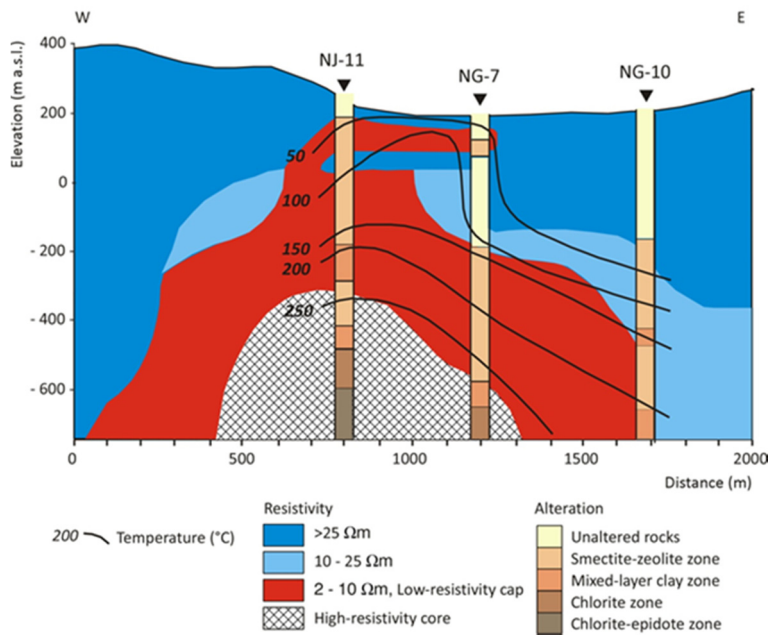 W
E
Elevation (m a.s.l.)
400
200
0
- 200
- 400
- 600
NJ-11
NG-7
NG-10
50
100
150
200
250
0
500
1000
1500
2000
Distance (m)
200
Temperature (°C)
Resistivity
>25 Ωm
10 - 25 Ωm
2 - 10 Ωm, Low-resistivity cap
High-resistivity core
Alteration
Unaltered rocks
Smectite-zeolite zone
Mixed-layer clay zone
Chlorite zone
Chlorite-epidote zone